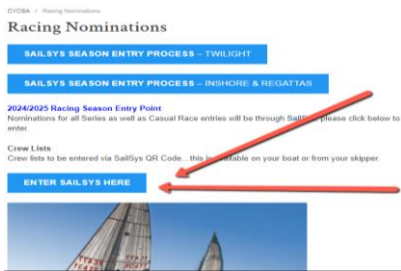 CYCSA / Racing Nominations
Racing Nominations
SAILSYS SEASON ENTRY PROCESS – TWILIGHT
SAILSYS SEASON ENTRY PROCESS – INSHORE & REGATTAS
2024/2025 Racing Season Entry Point
Nominations for all Series as well as Casual Race entries will be through please click below to
enter.
Crew Lists
Crew lists to be entered via SailSys QR Code...this is available on your boat or from your skipper.
ENTER SAILSYS HERE